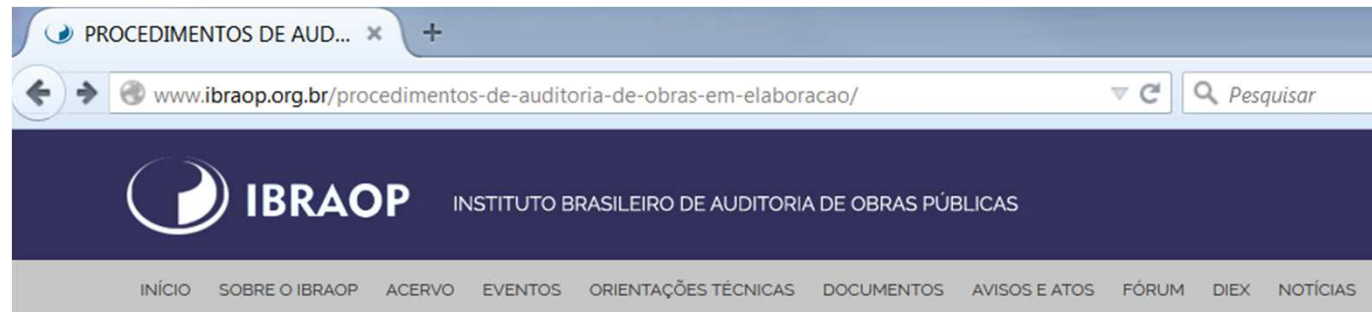 PROCEDIMENTOS DE AUD...
www.ibraop.org.br/procedimentos-de-auditoria-de-obras-em-elaboracao/ Pesquisar
IBRAOP INSTITUTO BRASILEIRO DE AUDITORIA DE OBRAS PÚBLICAS
INÍCIO SOBRE O IBRAOP ACERVO EVENTOS ORIENTAÇÕES TÉCNICAS DOCUMENTOS AVISOS E ATOS FÓRUM DIEX NOTÍCIAS